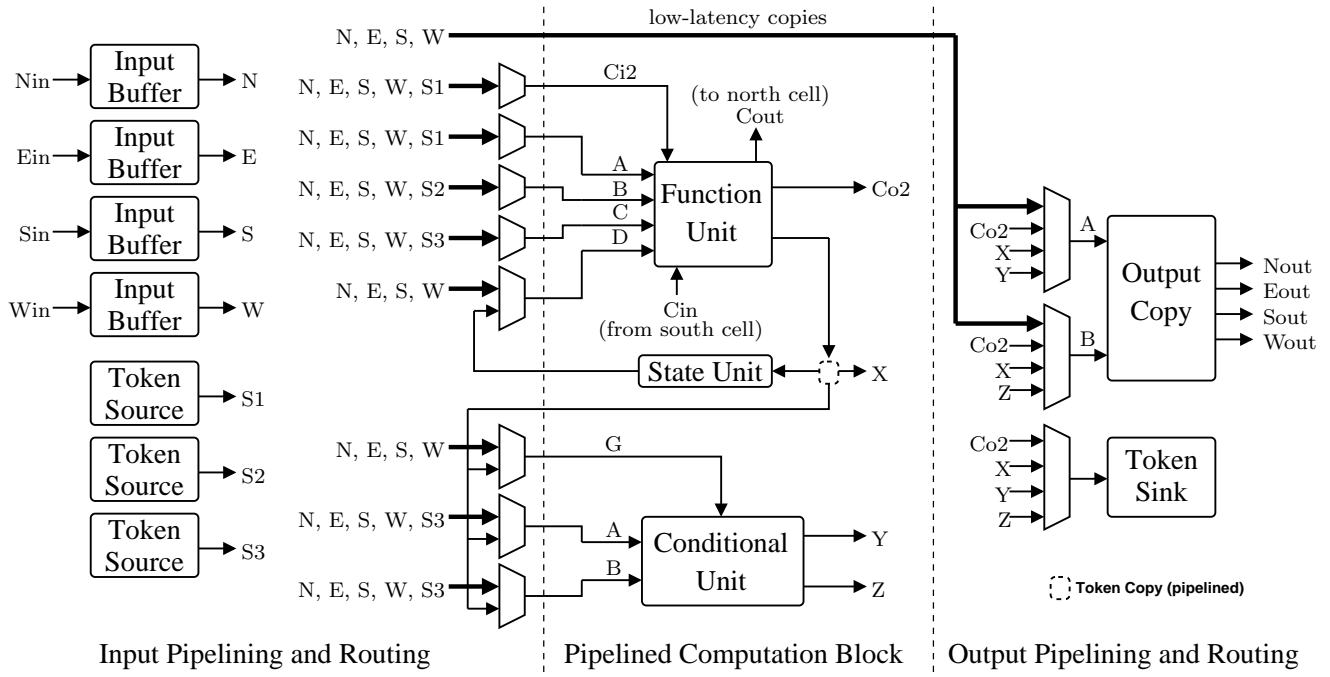 low-latency copies
N, E, S, W
Nin
Input
Buffer
N
Ein
Input
Buffer
E
Sin
Input
Buffer
S
Win
Input
Buffer
W
Token
Source
S1
Token
Source
S2
Token
Source
S3
N, E, S, W, S1
N, E, S, W, S1
N, E, S, W, S2
N, E, S, W, S3
N, E, S, W
Ci2
A
B
C
D
Function
Unit
(to north cell)
Cout
Co2
Cin
(from south cell)
State Unit
X
N, E, S, W
N, E, S, W, S3
N, E, S, W, S3
G
A
B
Conditional
Unit
Y
Z
Co2
X
Y
A
Co2
X
Z
B
Output
Copy
Nout
Eout
Sout
Wout
Co2
X
Y
Z
Token
Sink
Token Copy (pipelined)
Input Pipelining and Routing
Pipelined Computation Block
Output Pipelining and Routing